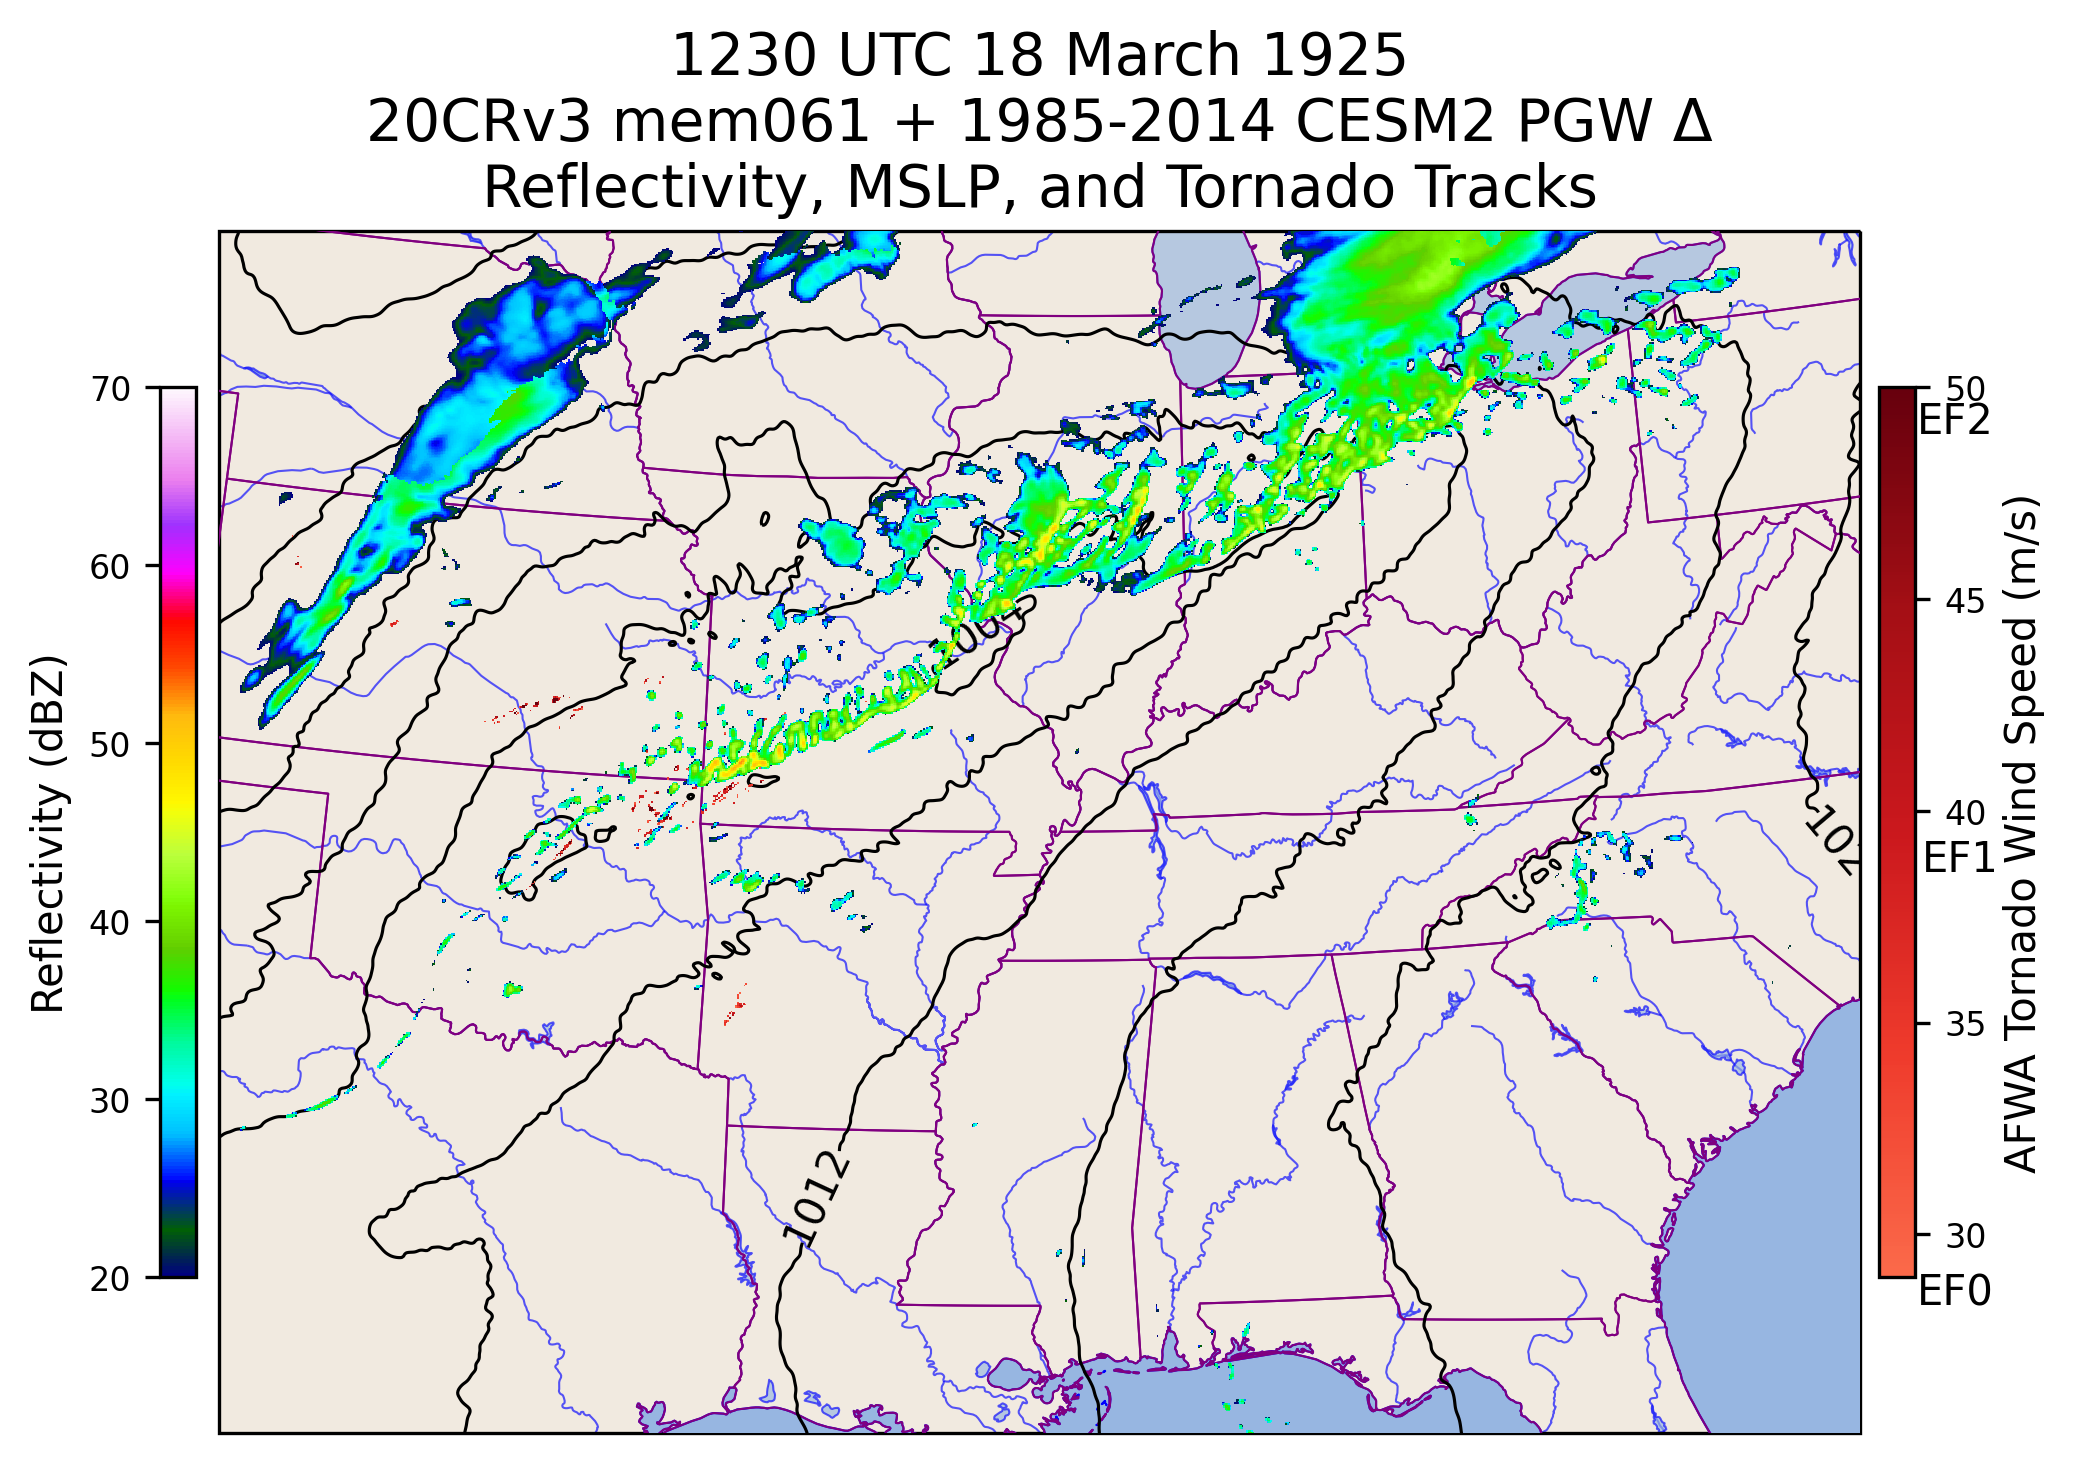 1230 UTC 18 March 1925
20CRv3 mem061 + 1985-2014 CESM2 PGW Δ
Reflectivity, MSLP, and Tornado Tracks
70
60
50
40
30
20
Reflectivity (dBZ)
1012
102
50
EF2
45
40
EF1
35
30
EF0
AFWA Tornado Wind Speed (m/s)